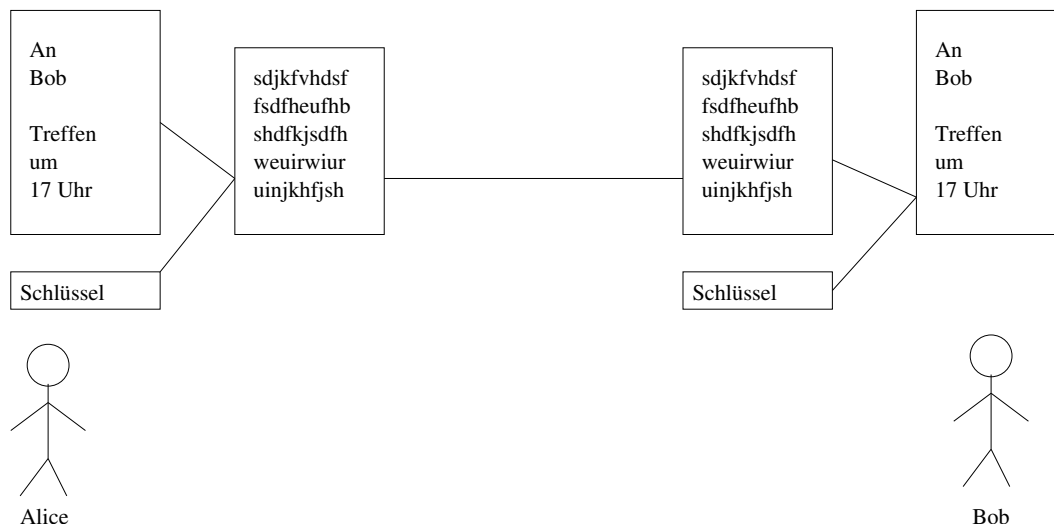 An
Bob
Treffen
um
17 Uhr
sdjkfvhdsf
fsdfheufhb
shdfkjsdfh
weuirwiur
uinjkhfjsh
sdjkfvhdsf
fsdfheufhb
shdfkjsdfh
weuirwiur
uinjkhfjsh
An
Bob
Treffen
um
17 Uhr
Schlüssel
Schlüssel
Alice
Bob